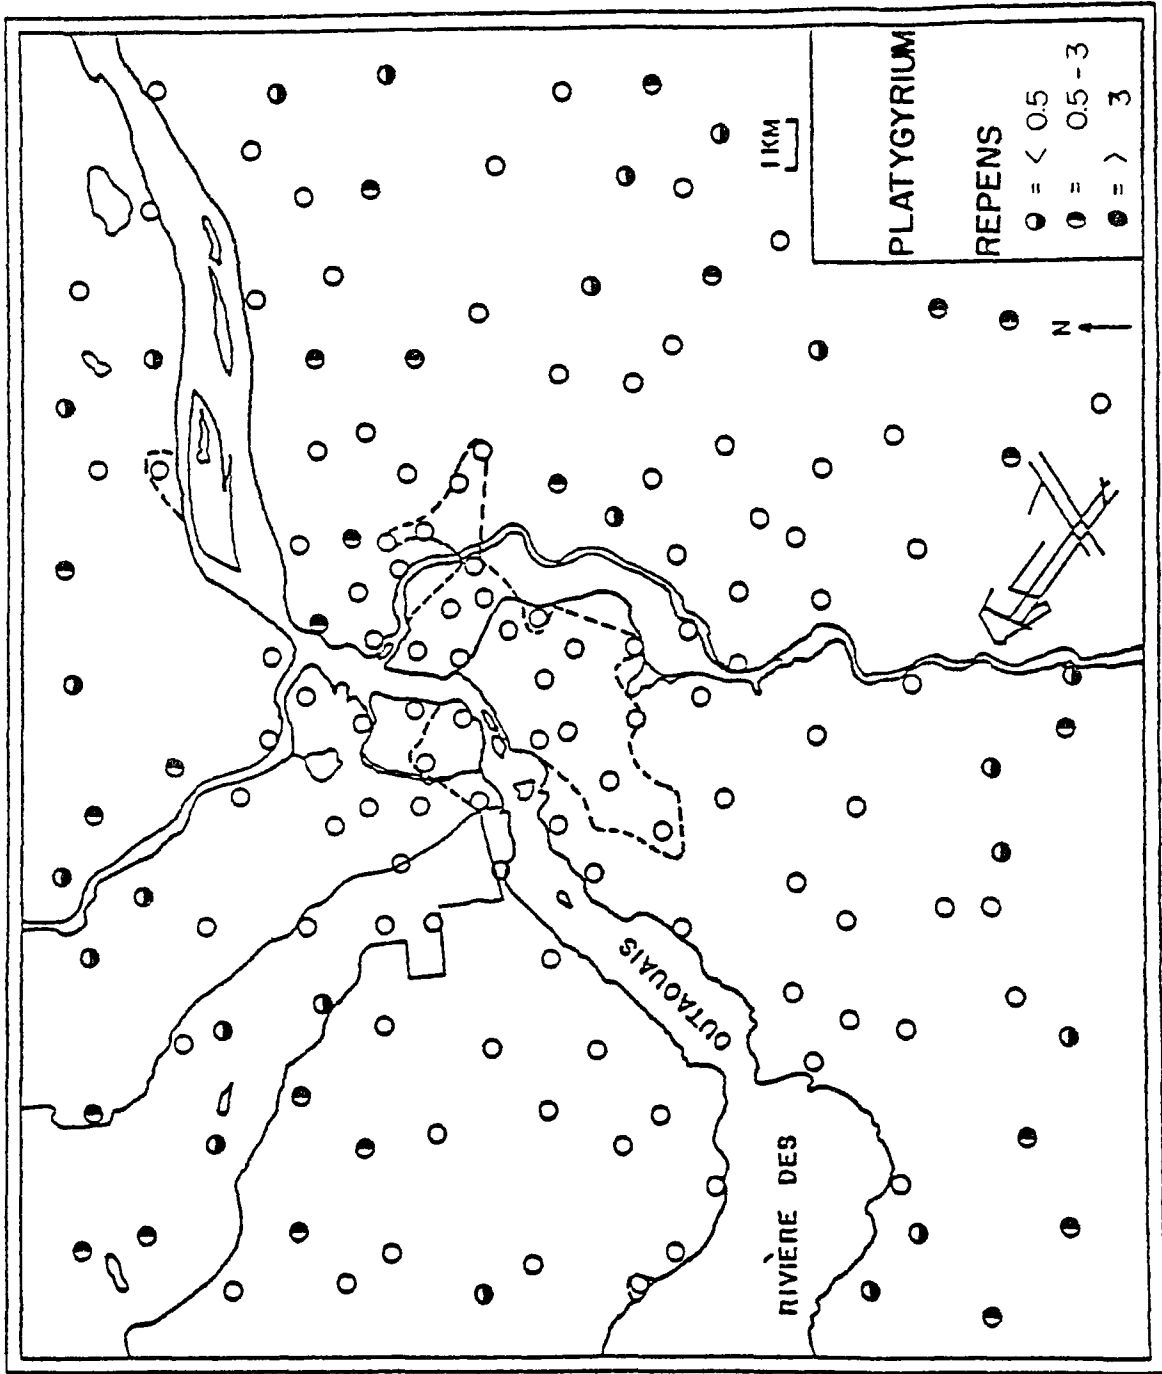 PLATYGYRIUM
REPENS
= < 0.5
= 0.5 - 3
= > 3
1 KM
N
RIVIÈRE DES
OUTAOUAIS